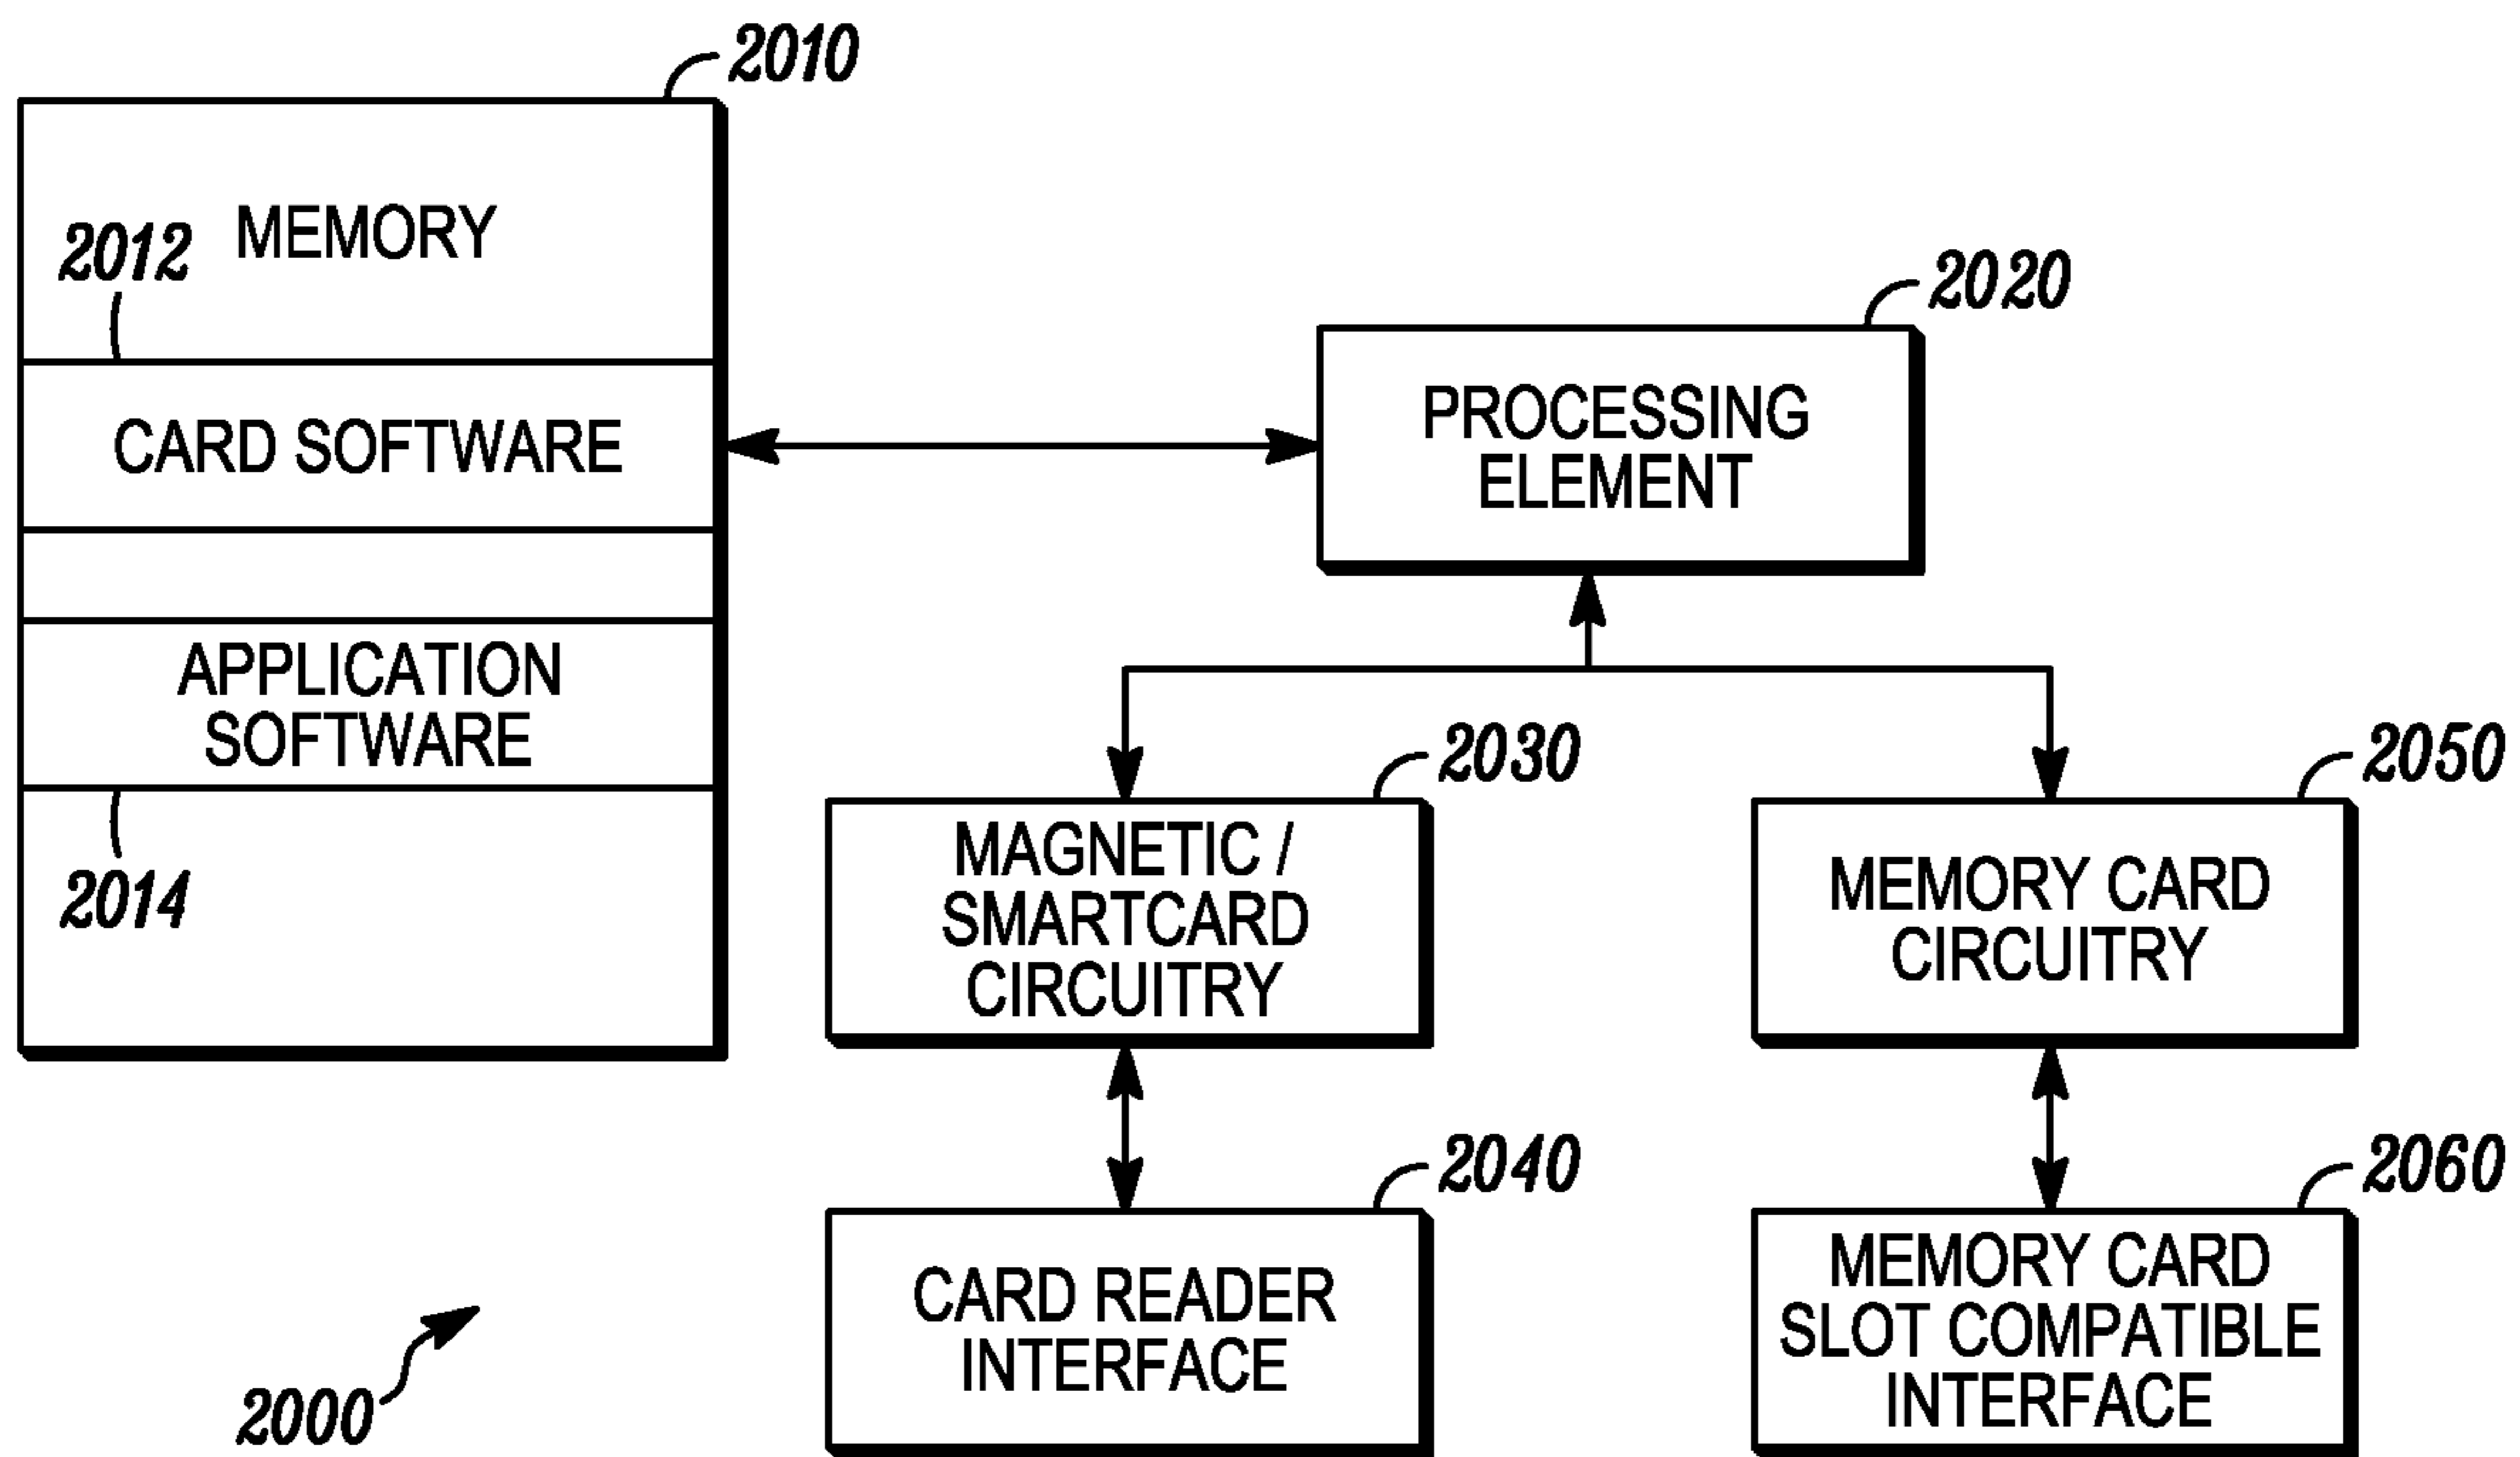 2010
MEMORY
2012
2020
PROCESSING
ELEMENT
CARD SOFTWARE
APPLICATION
SOFTWARE
2014
2030
MAGNETIC /
SMARTCARD
CIRCUITRY
2050
MEMORY CARD
CIRCUITRY
2040
CARD READER
INTERFACE
2060
MEMORY CARD
SLOT COMPATIBLE
INTERFACE
2000